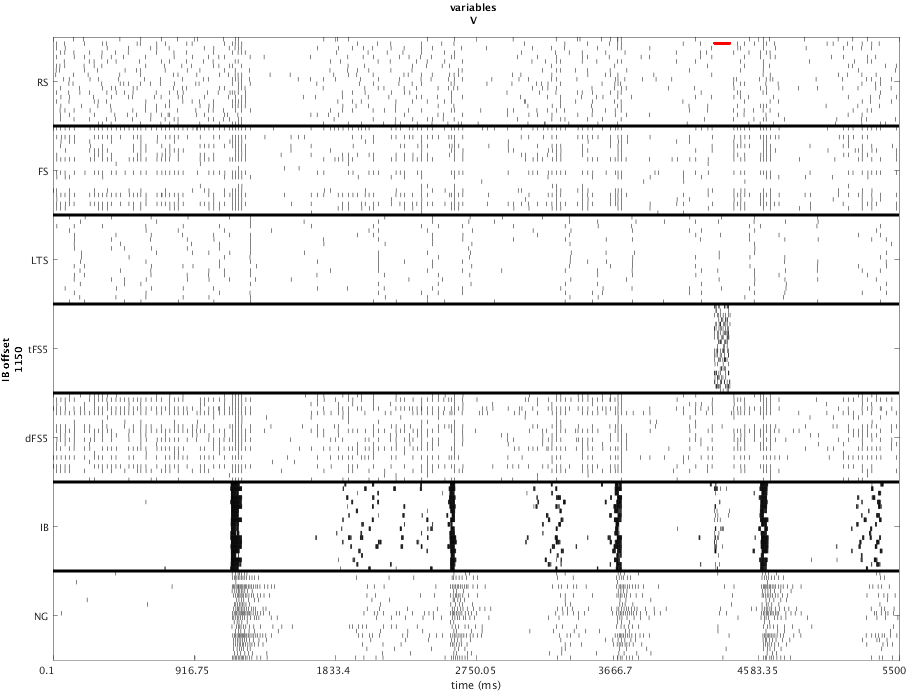 variables
V
RS
FS
LTS
tFS5
dFS5
IB
NG
IB offset
1150
0.1 916.75 1833.4 2750.05 3666.7 4583.35 5500
time (ms)